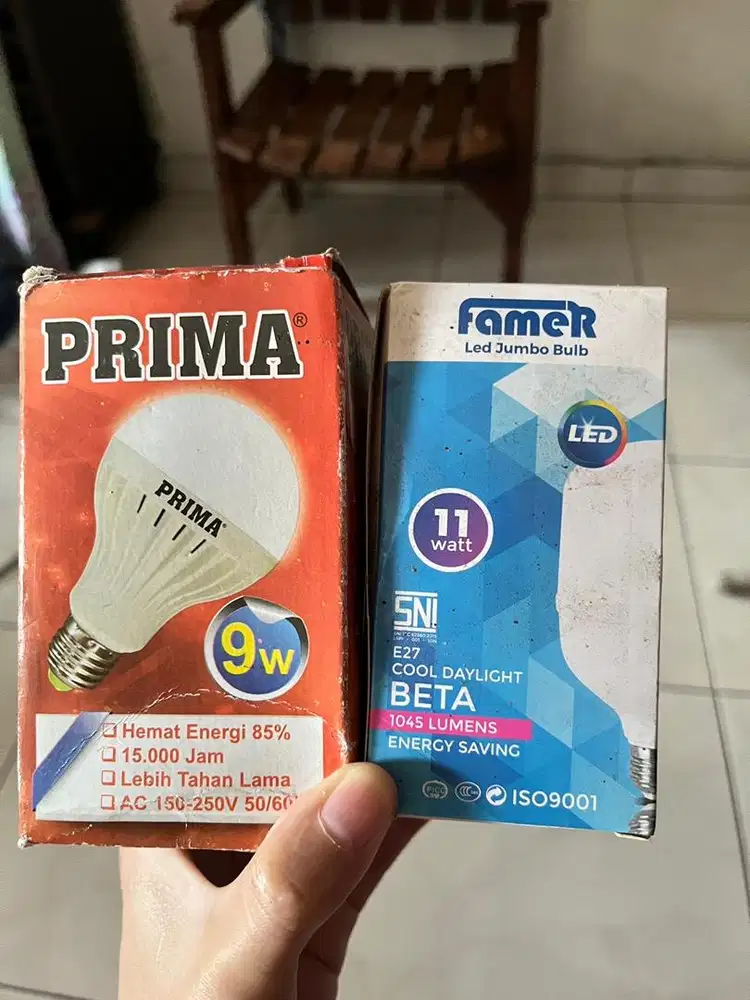 PRIMA®
PRIMA
9W
Hemat Energi 85%
15.000 Jam
Lebih Tahan Lama
AC 150-250V 50/60
FameR
Led Jumbo Bulb
LED
11
watt
SNI
E27
COOL DAYLIGHT
BETA
1045 LUMENS
ENERGY SAVING
ISO9001